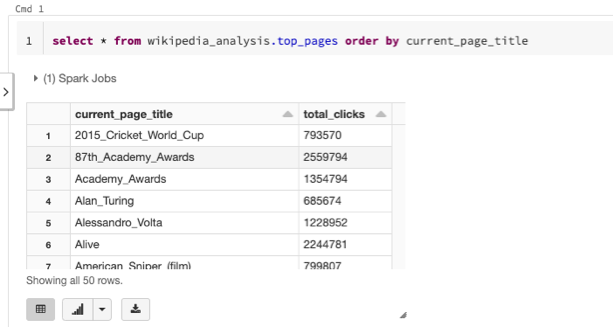 Cmd 1
1 select * from wikipedia_analysis.top_pages order by current_page_title
(1) Spark Jobs
current_page_title total_clicks
1 2015_Cricket_World_Cup 793570
2 87th_Academy_Awards 2559794
3 Academy_Awards 1354794
4 Alan_Turing 685674
5 Alessandro_Volta 1228952
6 Alive 2244781
7 American_Sniper_(film) 799807
Showing all 50 rows.